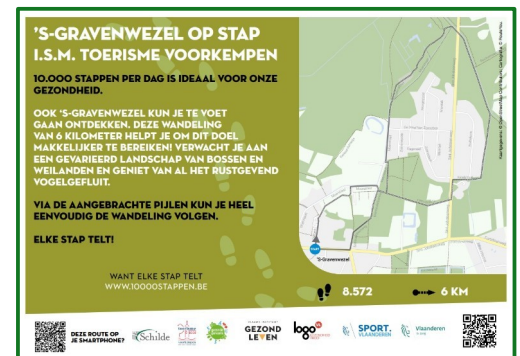 'S-GRAVENWEZEL OP STAP
I.S.M. TOERISME VOORKEMPEN
10.000 STAPPEN PER DAG IS IDEAAL VOOR ONZE
GEZONDHEID.
OOK 'S-GRAVENWEZEL KUN JE TE VOET
GAAN ONTDEKKEN. DEZE WANDELING
VAN 6 KILOMETER HELPT JE OM DIT DOEL
MAKKELIJKER TE BEREIKEN! VERWACHT JE AAN
EEN GEVARIEERD LANDSCHAP VAN BOSSEN EN
WEILANDEN EN GENIET VAN AL HET RUSTGEVEND
VOGELGEFLUIT.
VIA DE AANGEBRACHTE PIJLEN KUN JE HEEL
EENVOUDIG DE WANDELING VOLGEN.
ELKE STAP TELT!
WANT ELKE STAP TELT
WWW.10000STAPPEN.BE
START
'S-Gravenwezel
8.572
6 KM
DEZE ROUTE OP
JE SMARTPHONE?
Schilde
GEZOND
LEVEN
logo
SPORT.
VLAANDEREN
Vlaanderen